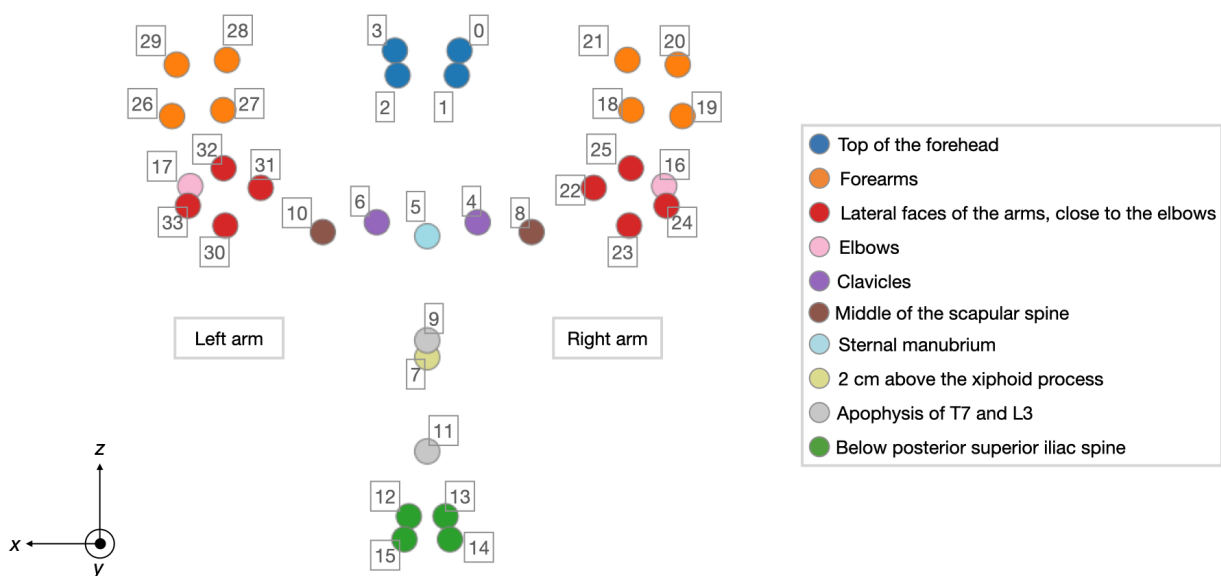 29
28
3
0
21
20
26
27
2
1
18
19
32
31
17
25
16
22
33
30
10
6
5
4
8
24
23
9
7
Left arm
Right arm
11
12
13
15
14
z
x
y
Top of the forehead
Forearms
Lateral faces of the arms, close to the elbows
Elbows
Clavicles
Middle of the scapular spine
Sternal manubrium
2 cm above the xiphoid process
Apophysis of T7 and L3
Below posterior superior iliac spine